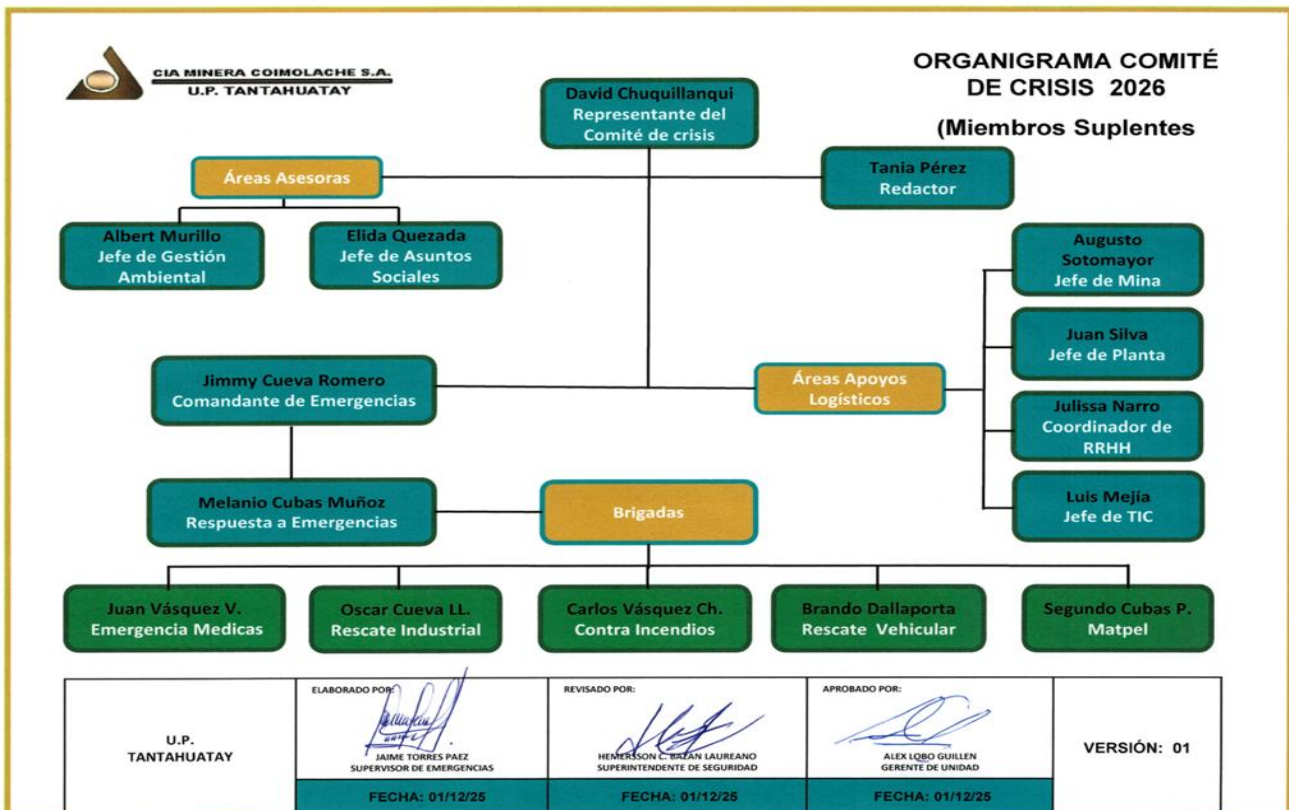 CIA MINERA COIMOLACHE S.A.
U.P. TANTAHUATAY
ORGANIGRAMA COMITÉ
DE CRISIS 2026
(Miembros Suplentes
David Chuquillanqui
Representante del
Comité de crisis
Áreas Asesoras
Tania Pérez
Redactor
Albert Murillo
Jefe de Gestión
Ambiental
Elida Quezada
Jefe de Asuntos
Sociales
Augusto
Sotomayor
Jefe de Mina
Juan Silva
Jefe de Planta
Jimmy Cueva Romero
Comandante de Emergencias
Áreas Apoyos
Logísticos
Julissa Narro
Coordinador de
RRHH
Melanio Cubas Muñoz
Respuesta a Emergencias
Brigadas
Luis Mejía
Jefe de TIC
Juan Vásquez V.
Emergencia Medicas
Oscar Cueva LL.
Rescate Industrial
Carlos Vásquez Ch.
Contra Incendios
Brando Dallaporta
Rescate Vehicular
Segundo Cubas P.
Matpel
U.P.
TANTAHUATAY
ELABORADO POR:
JAIME TORRES PAEZ
SUPERVISOR DE EMERGENCIAS
FECHA: 01/12/25
REVISADO POR:
HEMERSSON C. BAZAN LAUREANO
SUPERINTENDENTE DE SEGURIDAD
FECHA: 01/12/25
APROBADO POR:
ALEX LOBO GUILLEN
GERENTE DE UNIDAD
FECHA: 01/12/25
VERSIÓN: 01